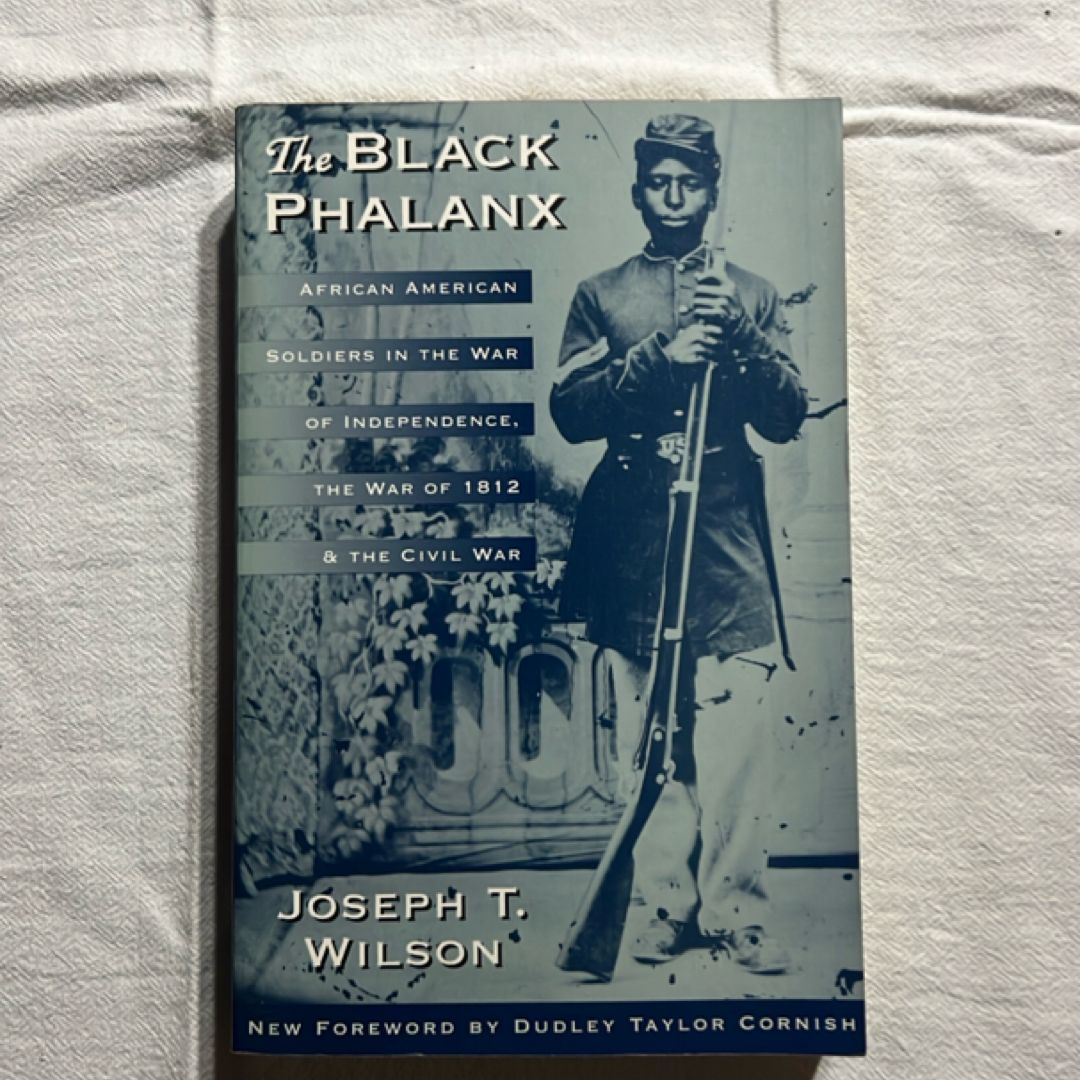 The BLACK
PHALANX
AFRICAN AMERICAN
SOLDIERS IN THE WAR
OF INDEPENDENCE,
THE WAR OF 1812
& THE CIVIL WAR
US
JOSEPH T.
WILSON
NEW FOREWORD BY DUDLEY TAYLOR CORNISH